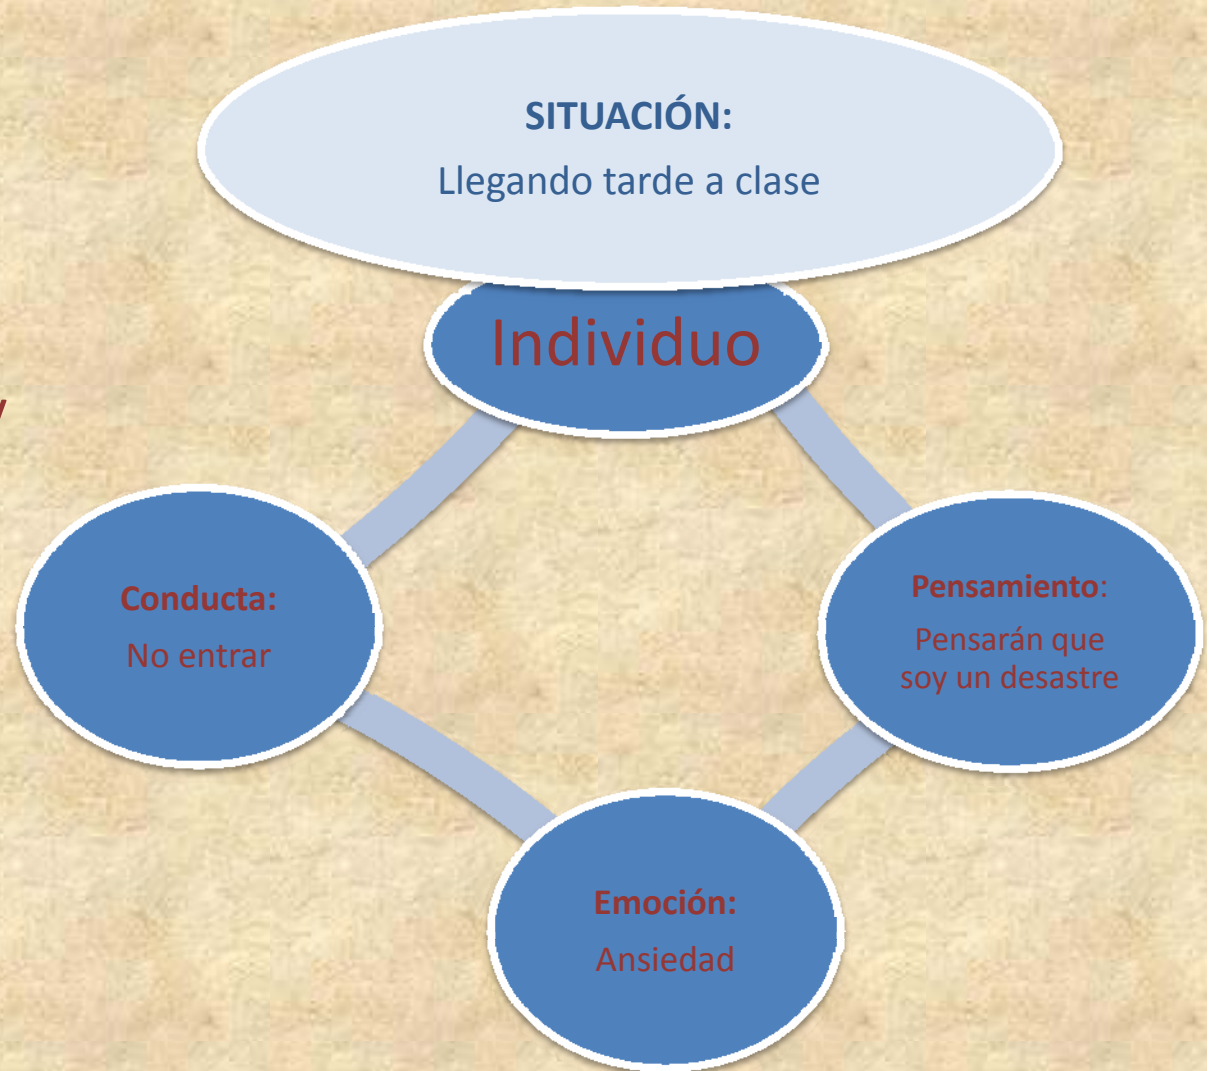 SITUACIÓN:
Llegando tarde a clase
Individuo
Conducta:
No entrar
Pensamiento:
Pensarán que
soy un desastre
Emoción:
Ansiedad